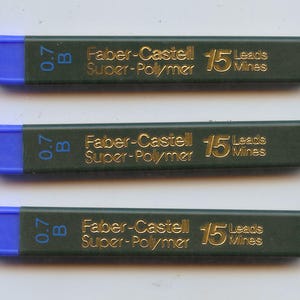 0.7
B
Faber-Castell
Super-Polymer
15 Leads
Mines
0.7
B
Faber-Castell
Super-Polymer
15 Leads
Mines
0.7
B
Faber-Castell
Super-Polymer
15 Leads
Mines